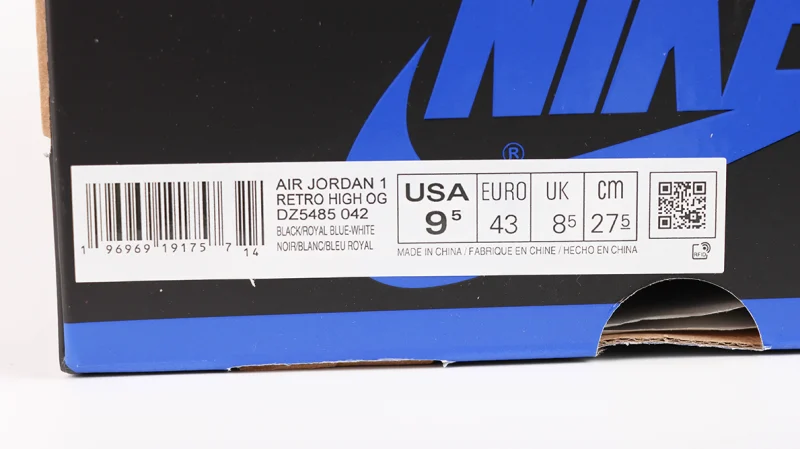 NIKE
®
AIR JORDAN 1
RETRO HIGH OG
DZ5485 042
BLACK/ROYAL BLUE-WHITE
NOIR/BLANC/BLEU ROYAL
1 96969 19175 7 14
USA EURO UK cm
9⁵ 43 8⁵ 27⁵
MADE IN CHINA / FABRIQUE EN CHINE / HECHO EN CHINA
RFID